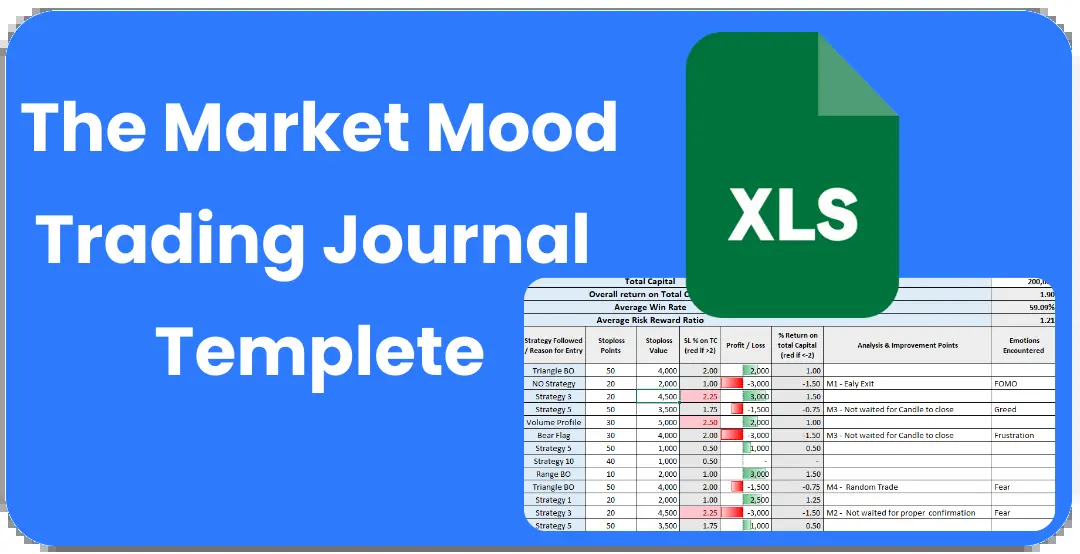 The Market Mood
Trading Journal
Templete
XLS
Total Capital
Overall return on Total 1.90
Average Win Rate 59.09%
Average Risk Reward Ratio 1.21
Strategy Followed / Reason for Entry Stoploss Points Stoploss Value SL % on TC (red if >2) Profit / Loss % Return on total Capital (red if <-2) Analysis & Improvement Points Emotions Encountered
Triangle BO 50 4,000 2.00 2,000 1.00
NO Strategy 20 2,000 1.00 -3,000 -1.50 M1 - Ealy Exit FOMO
Strategy 3 20 4,500 2.25 3,000 1.50
Strategy 5 50 3,500 1.75 -1,500 -0.75 M3 - Not waited for Candle to close Greed
Volume Profile 30 5,000 2.50 2,000 1.00
Bear Flag 30 4,000 2.00 -3,000 -1.50 M3 - Not waited for Candle to close Frustration
Strategy 5 50 1,000 0.50 1,000 0.50
Strategy 10 40 1,000 0.50 - -
Range BO 10 2,000 1.00 3,000 1.50
Triangle BO 50 4,000 2.00 -1,500 -0.75 M4 - Random Trade Fear
Strategy 1 20 2,000 1.00 2,500 1.25
Strategy 3 20 4,500 2.25 -3,000 -1.50 M2 - Not waited for proper confirmation Fear
Strategy 5 50 3,500 1.75 1,000 0.50